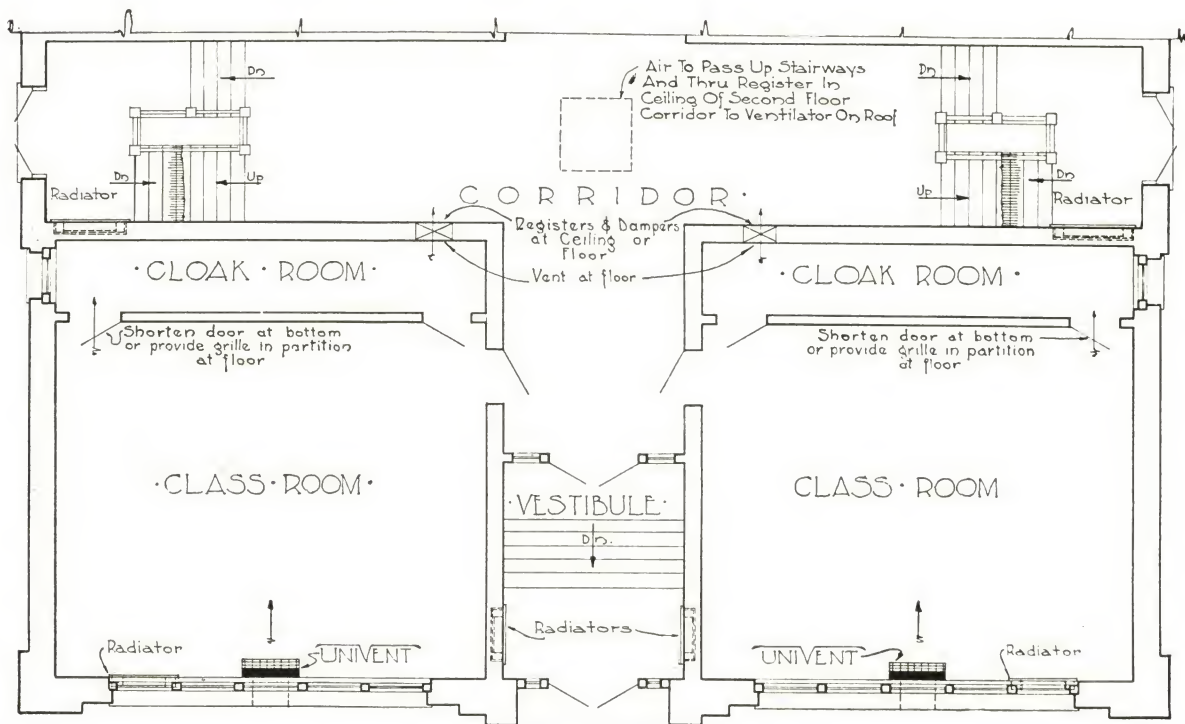 Dn
Dn
Air To Pass Up Stairways
And Thru Register In
Ceiling Of Second Floor
Corridor To Ventilator On Roof
Dn
Up
Radiator
Up
Dn
Radiator
CORRIDOR.
Registers & Dampers
at Ceiling or
Floor
Vent at floor
·CLOAK·ROOM·
·CLOAK ROOM·
Shorten door at bottom
or provide grille in partition
at floor
Shorten door at bottom
or provide grille in partition
at floor
·CLASS·ROOM·
·VESTIBULE·
Dn.
CLASS·ROOM
Radiators
Radiator
UNIVENT
UNIVENT
Radiator